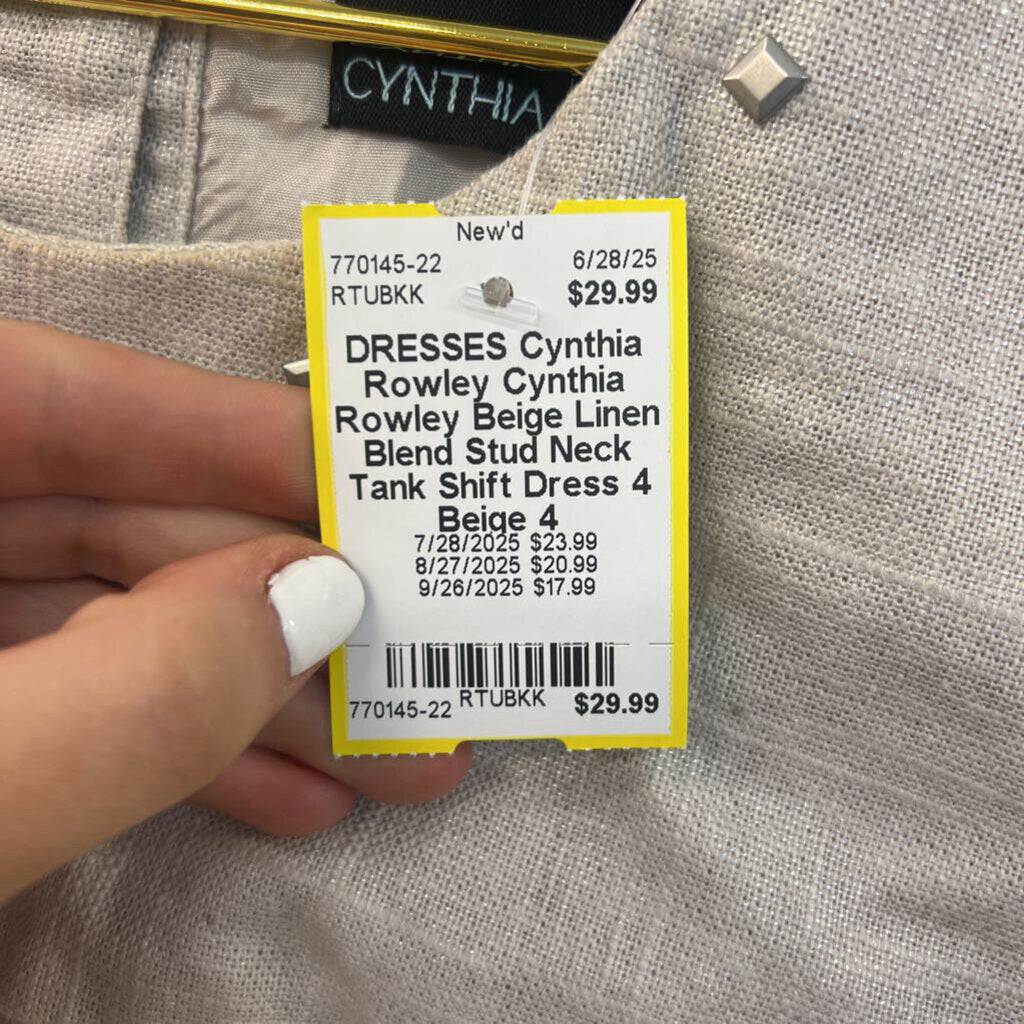 CYNTHIA
New'd
770145-22 6/28/25
RTUBKK $29.99
DRESSES Cynthia
Rowley Cynthia
Rowley Beige Linen
Blend Stud Neck
Tank Shift Dress 4
Beige 4
7/28/2025 $23.99
8/27/2025 $20.99
9/26/2025 $17.99
770145-22 RTUBKK $29.99